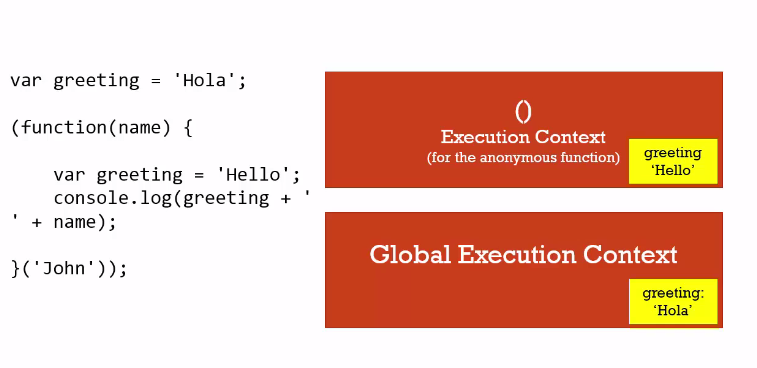 var greeting = 'Hola';
(function(name) {
var greeting = 'Hello';
console.log(greeting + '
' + name);
}('John'));
()
Execution Context
(for the anonymous function)
greeting
‘Hello’
Global Execution Context
greeting:
‘Hola’